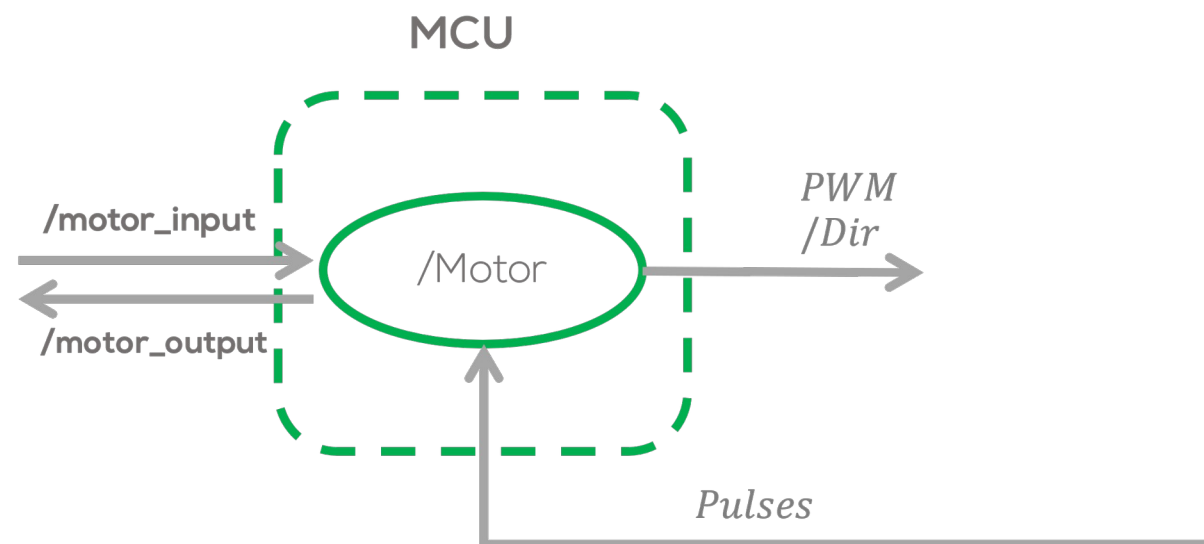 MCU
/motor_input
PWM
/Dir
/Motor
/motor_output
Pulses